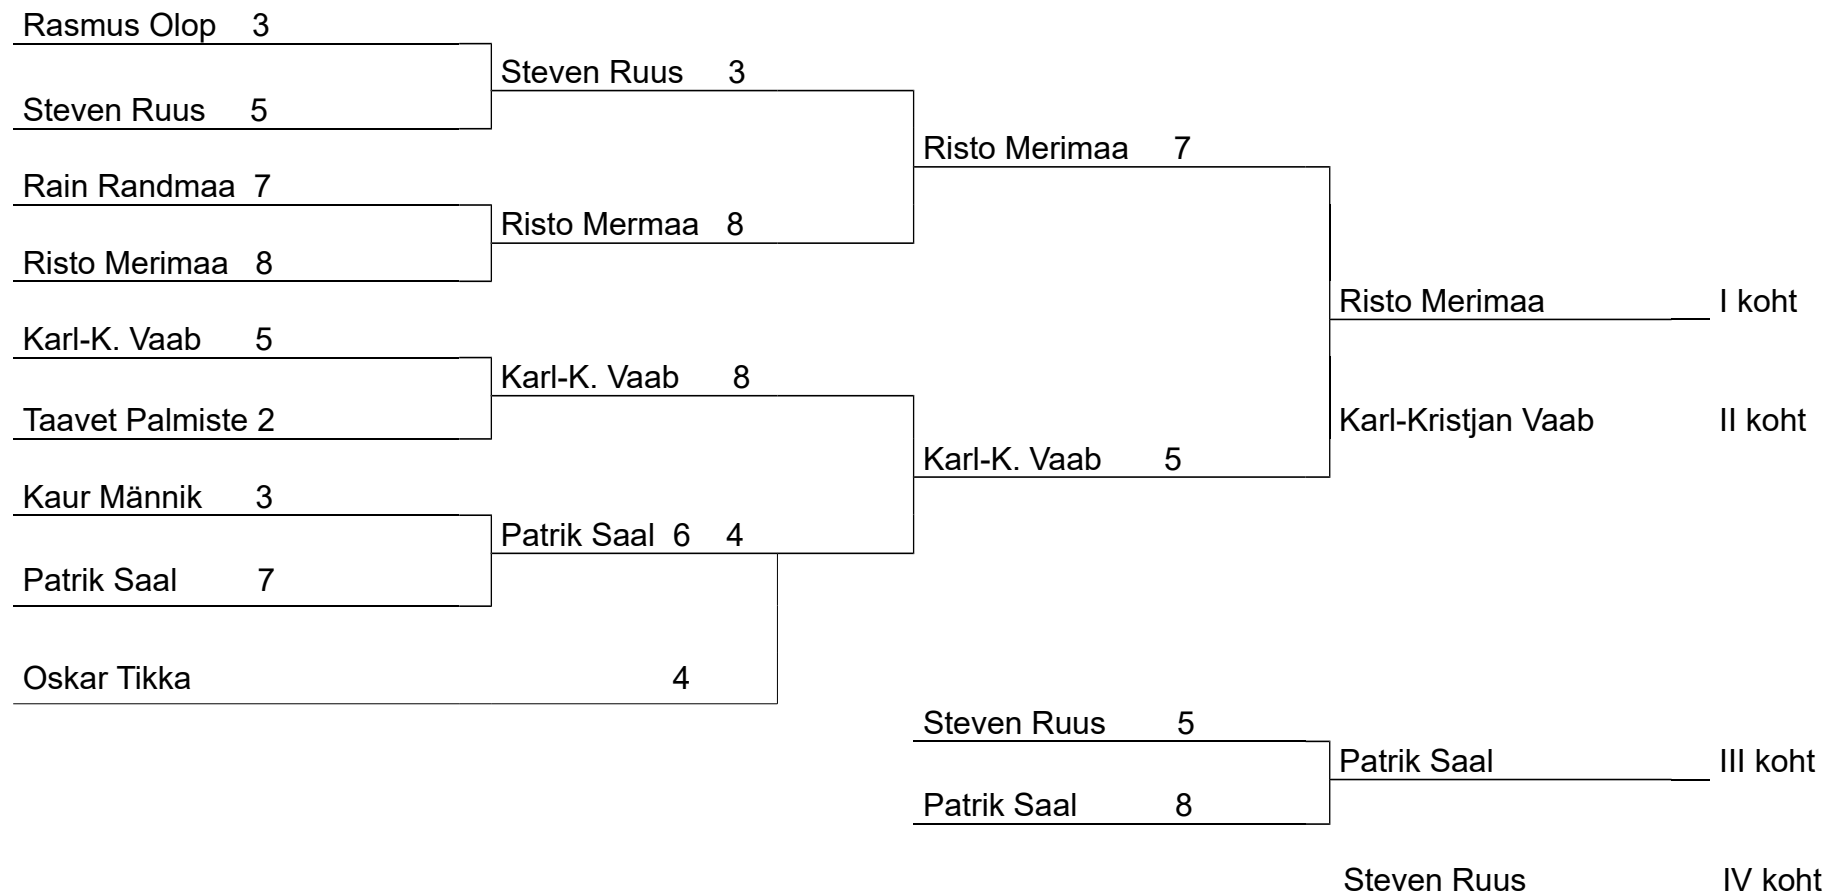 Rasmus Olop 3
Steven Ruus 3
Steven Ruus 5
Risto Merimaa 7
Rain Randmaa 7
Risto Mermaa 8
Risto Merimaa 8
Risto Merimaa I koht
Karl-K. Vaab 5
Karl-K. Vaab 8
Taavet Palmiste 2
Karl-Kristjan Vaab II koht
Karl-K. Vaab 5
Kaur Männik 3
Patrik Saal 6 4
Patrik Saal 7
Oskar Tikka 4
Steven Ruus 5
Patrik Saal III koht
Patrik Saal 8
Steven Ruus IV koht